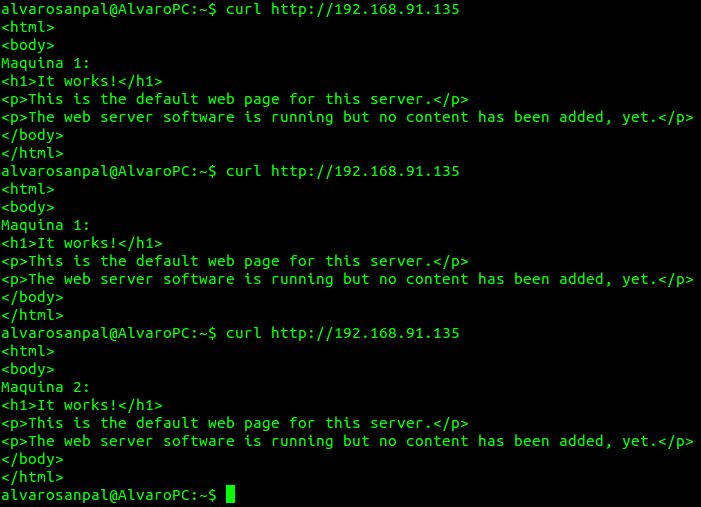 alvarosanpal@AlvaroPC:~$ curl http://192.168.91.135
<html>
<body>
Maquina 1:
<h1>It works!</h1>
<p>This is the default web page for this server.</p>
<p>The web server software is running but no content has been added, yet.</p>
</body>
</html>
alvarosanpal@AlvaroPC:~$ curl http://192.168.91.135
<html>
<body>
Maquina 1:
<h1>It works!</h1>
<p>This is the default web page for this server.</p>
<p>The web server software is running but no content has been added, yet.</p>
</body>
</html>
alvarosanpal@AlvaroPC:~$ curl http://192.168.91.135
<html>
<body>
Maquina 2:
<h1>It works!</h1>
<p>This is the default web page for this server.</p>
<p>The web server software is running but no content has been added, yet.</p>
</body>
</html>
alvarosanpal@AlvaroPC:~$